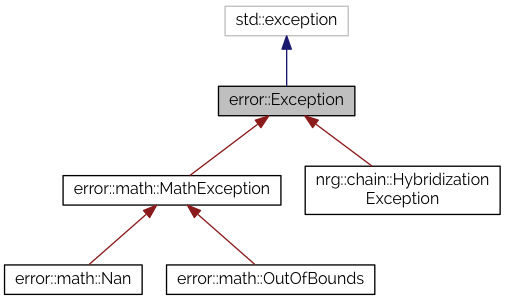 std::exception
error::Exception
error::math::MathException
nrg::chain::Hybridization
Exception
error::math::Nan
error::math::OutOfBounds